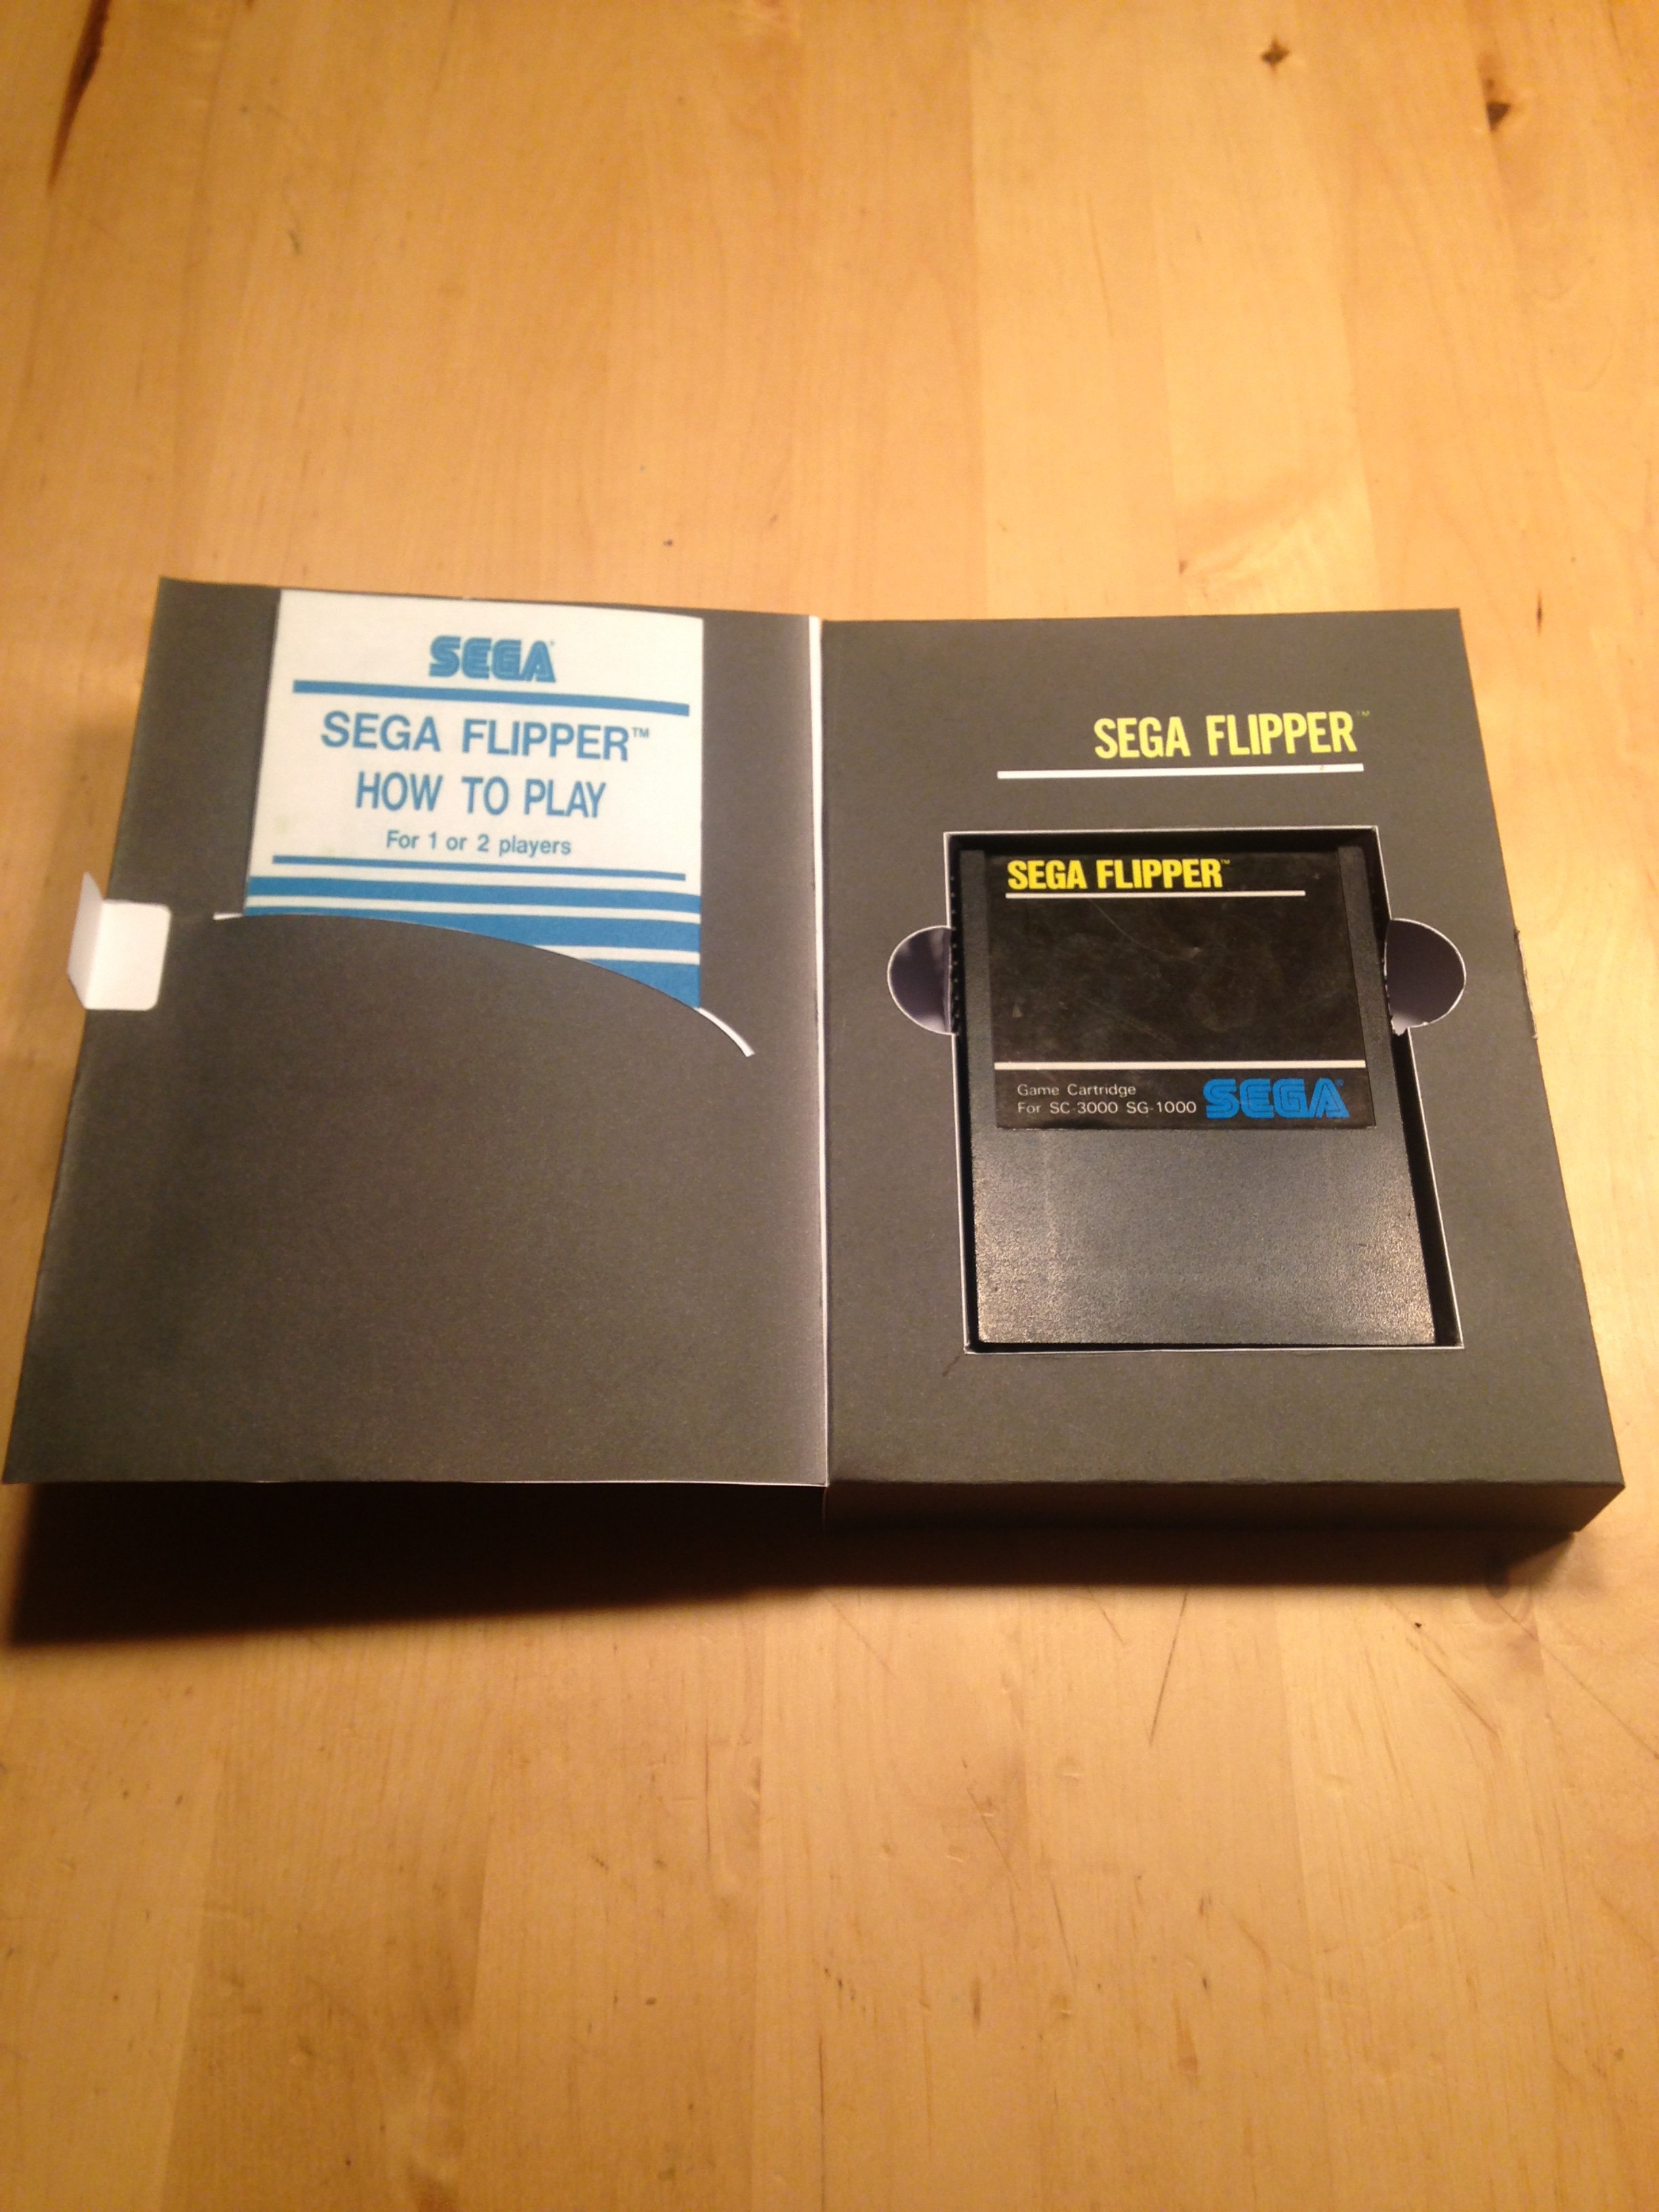 SEGA®
SEGA FLIPPER™
HOW TO PLAY
For 1 or 2 players
SEGA FLIPPER™
SEGA FLIPPER™
Game Cartridge
For SC-3000 SG-1000
SEGA®